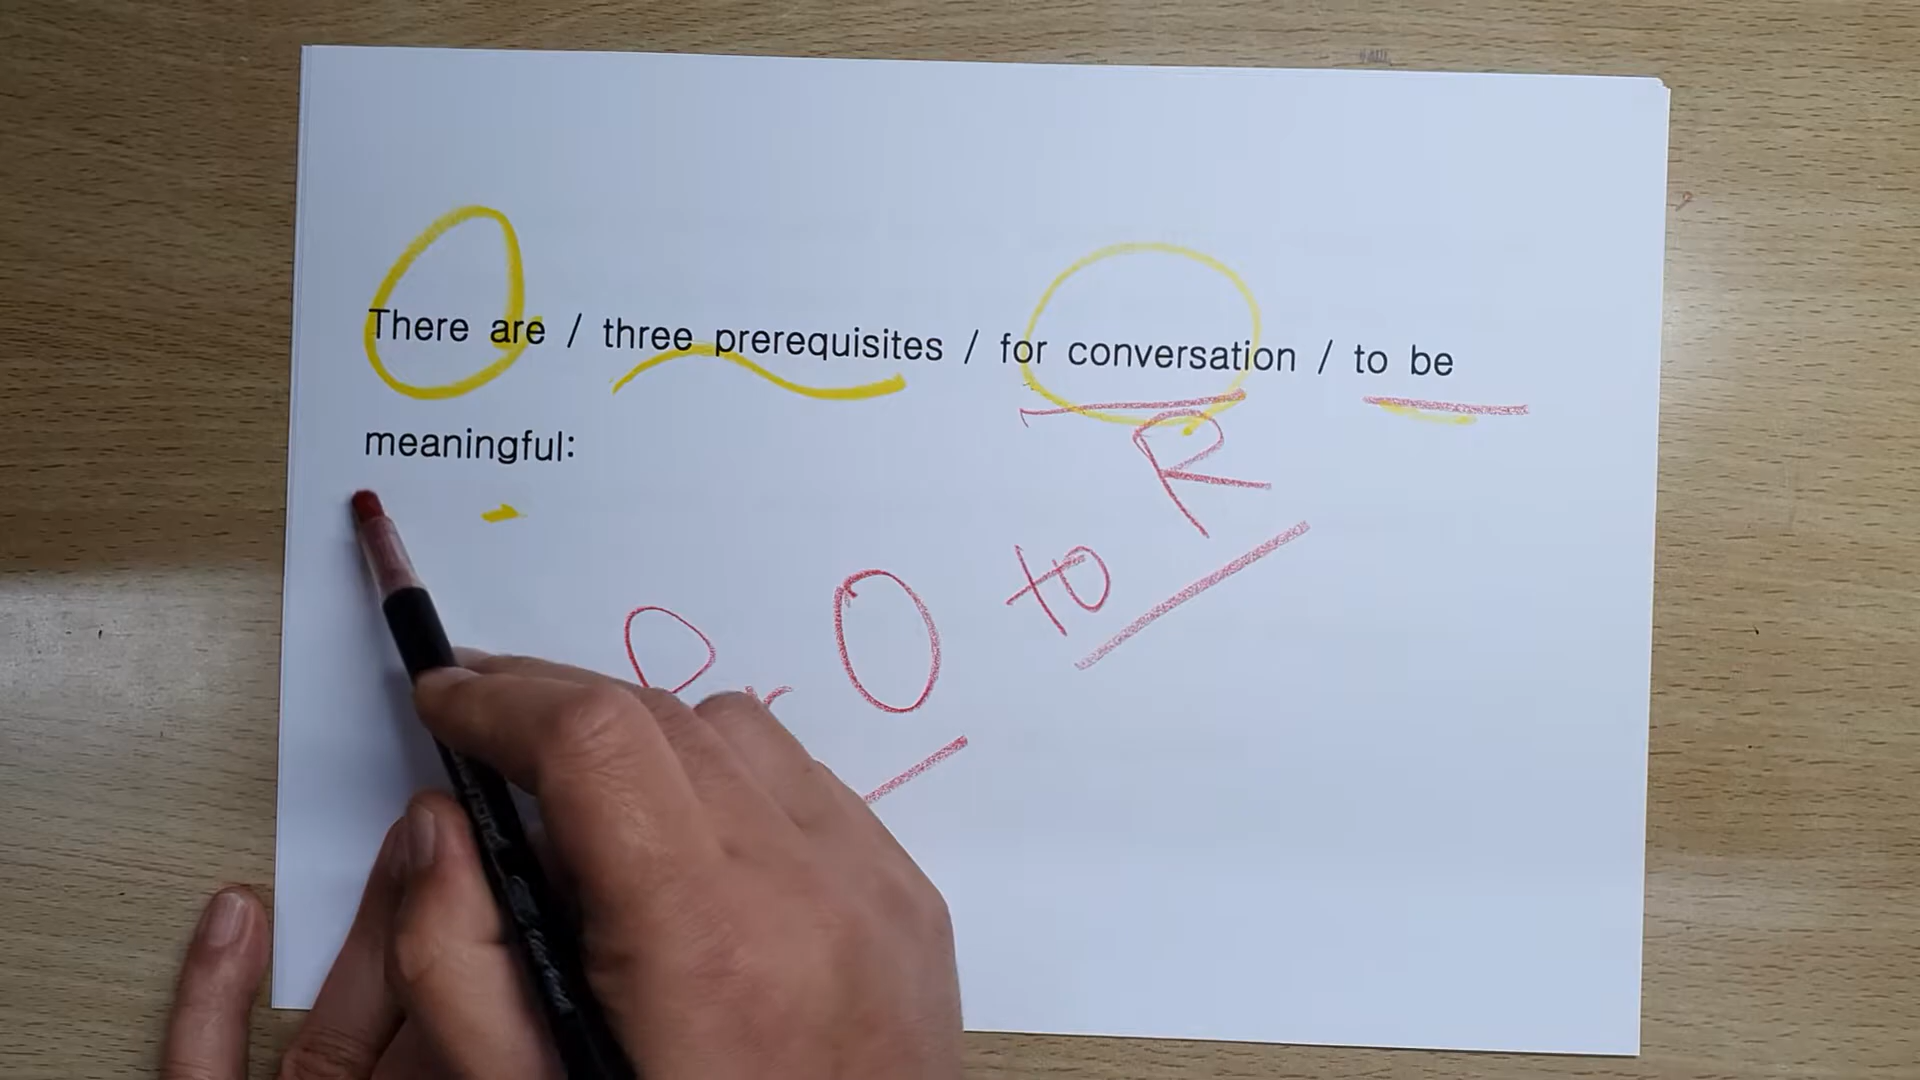 There are / three prerequisites / for conversation / to be
meaningful:
R
to
O